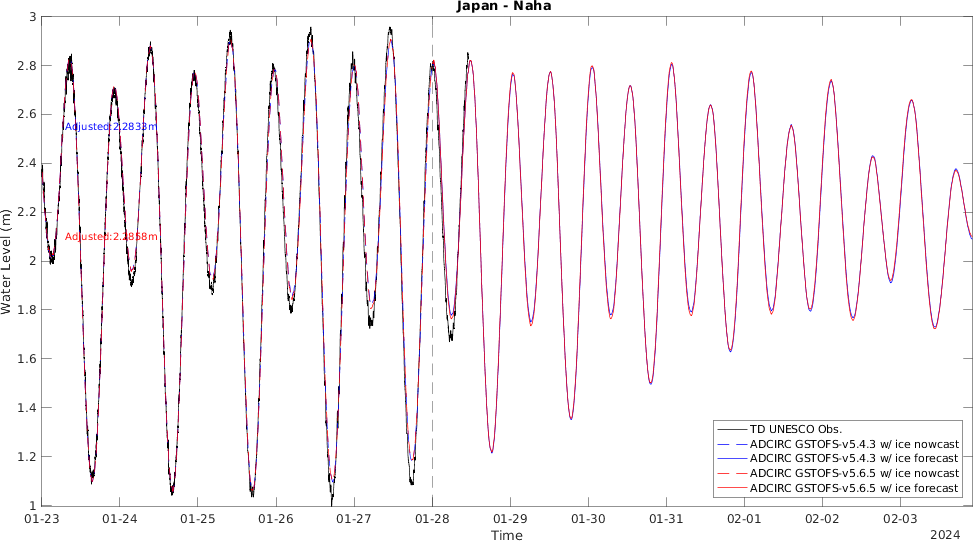 Japan - Naha
3
2.8
2.6
2.4
2.2
2
1.8
1.6
1.4
1.2
1
Water Level (m)
Adjusted:2.2833m
Adjusted:2.2858m
TD UNESCO Obs.
ADCIRC GSTOFS-v5.4.3 w/ ice nowcast
ADCIRC GSTOFS-v5.4.3 w/ ice forecast
ADCIRC GSTOFS-v5.6.5 w/ ice nowcast
ADCIRC GSTOFS-v5.6.5 w/ ice forecast
01-23 01-24 01-25 01-26 01-27 01-28 01-29 01-30 01-31 02-01 02-02 02-03
Time
2024